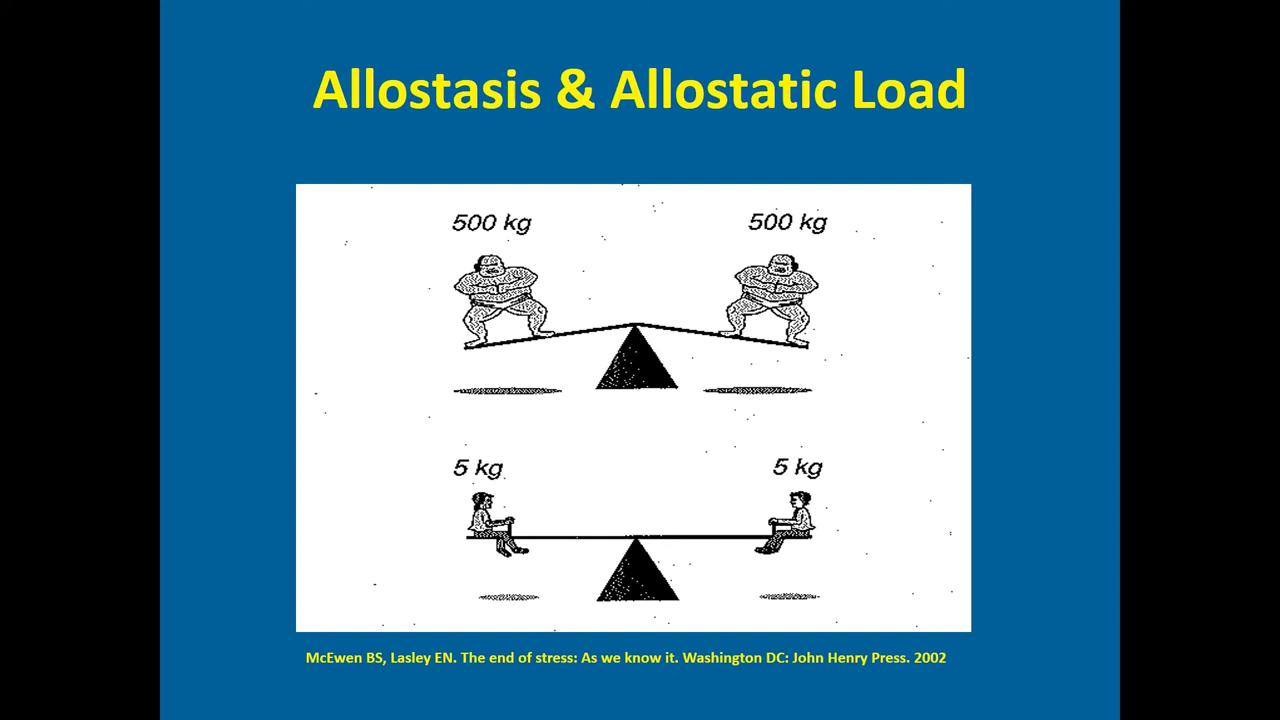 Allostasis & Allostatic Load
500 kg 500 kg
5 kg 5 kg
McEwen BS, Lasley EN. The end of stress: As we know it. Washington DC: John Henry Press. 2002